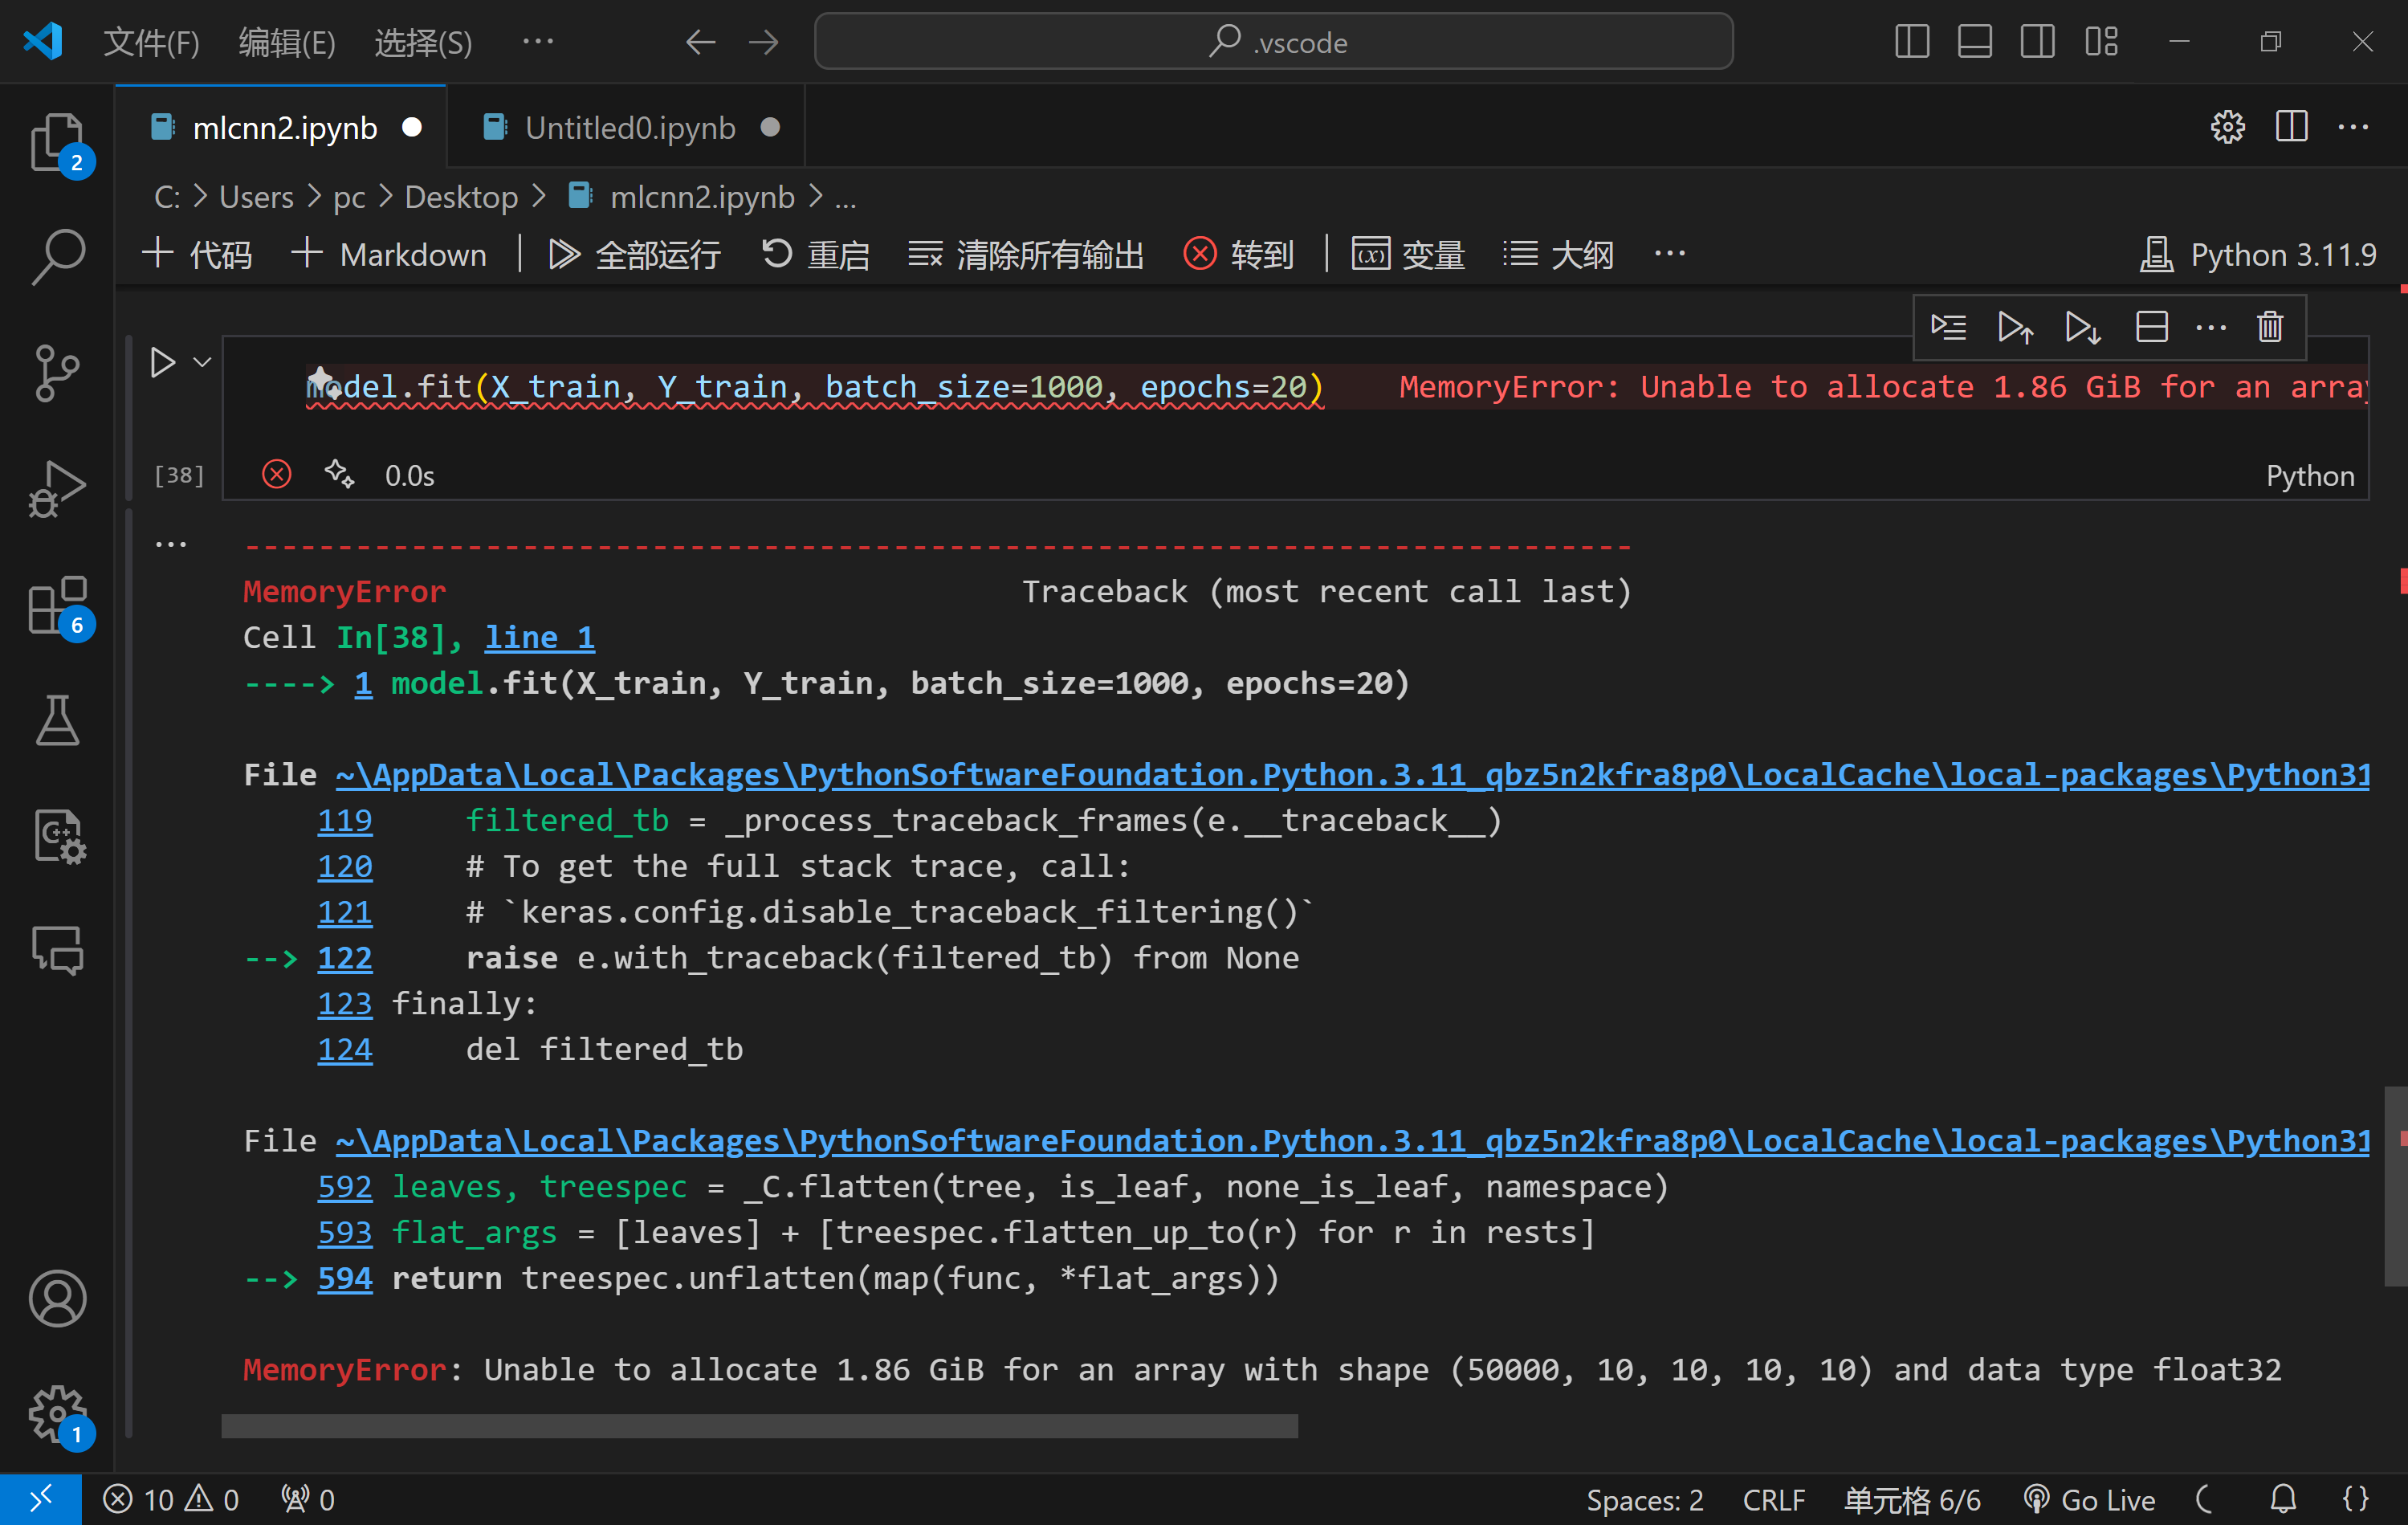 文件(F) 编辑(E) 选择(S) ··· .vscode
mlcnn2.ipynb Untitled0.ipynb
2
C: > Users > pc > Desktop > mlcnn2.ipynb > ...
+ 代码 + Markdown | 全部运行 重启 清除所有输出 转到 | 变量 大纲 ··· Python 3.11.9
model.fit(X_train, Y_train, batch_size=1000, epochs=20) MemoryError: Unable to allocate 1.86 GiB for an array
[38] 0.0s Python
---------------------------------------------------------------------------
MemoryError Traceback (most recent call last)
Cell In[38], line 1
----> 1 model.fit(X_train, Y_train, batch_size=1000, epochs=20)
6
File ~\AppData\Local\Packages\PythonSoftwareFoundation.Python.3.11_qbz5n2kfra8p0\LocalCache\local-packages\Python31
119 filtered_tb = _process_traceback_frames(e.__traceback__)
120 # To get the full stack trace, call:
121 # `keras.config.disable_traceback_filtering()`
--> 122 raise e.with_traceback(filtered_tb) from None
123 finally:
124 del filtered_tb
File ~\AppData\Local\Packages\PythonSoftwareFoundation.Python.3.11_qbz5n2kfra8p0\LocalCache\local-packages\Python31
592 leaves, treespec = _C.flatten(tree, is_leaf, none_is_leaf, namespace)
593 flat_args = [leaves] + [treespec.flatten_up_to(r) for r in rests]
--> 594 return treespec.unflatten(map(func, *flat_args))
MemoryError: Unable to allocate 1.86 GiB for an array with shape (50000, 10, 10, 10, 10) and data type float32
1
10 0 0 Spaces: 2 CRLF 单元格 6/6 Go Live {}